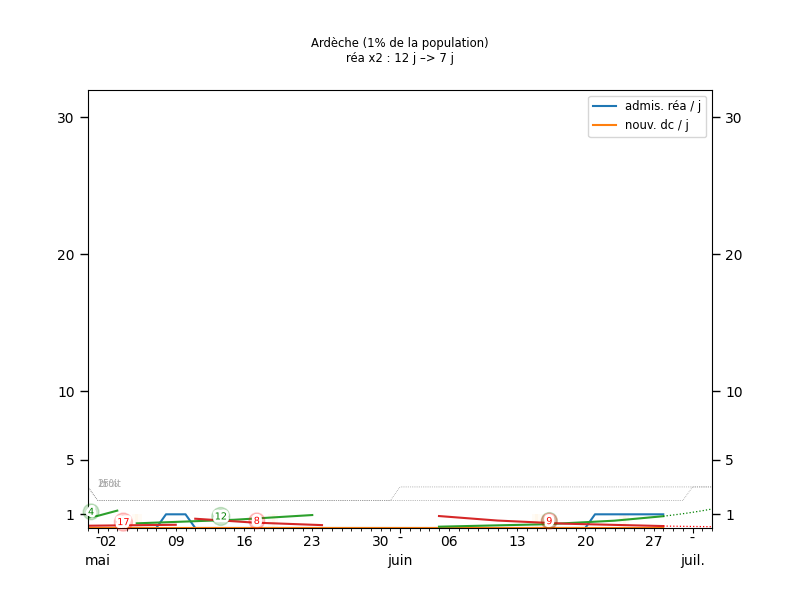 Ardèche (1% de la population)
réa x2 : 12 j –> 7 j
admis. réa / j
nouv. dc / j
30 30
20 20
10 10
5 5
1 1
4 17 12 8 9
02 09 16 23 30 06 13 20 27
mai juin juil.